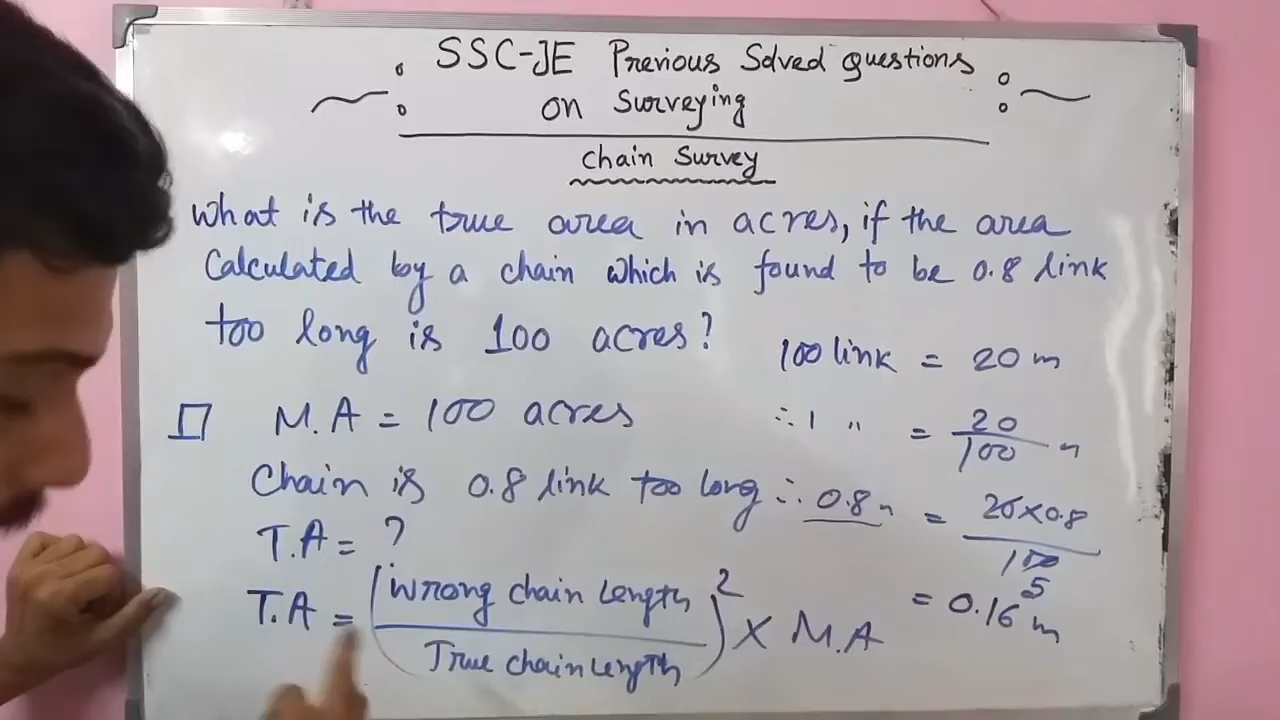 SSC-JE Previous Solved questions
on Surveying
Chain Survey
What is the true area in acres, if the area
Calculated by a chain which is found to be 0.8 link
too long is 100 acres?
100 link = 20 m
M.A = 100 acres
∴ 1 " = 20/100 m
Chain is 0.8 link too long
∴ 0.8 " = 20×0.8/100 5
T.A = ?
= 0.16 m
T.A = (Wrong chain Length/True chain Length)² × M.A